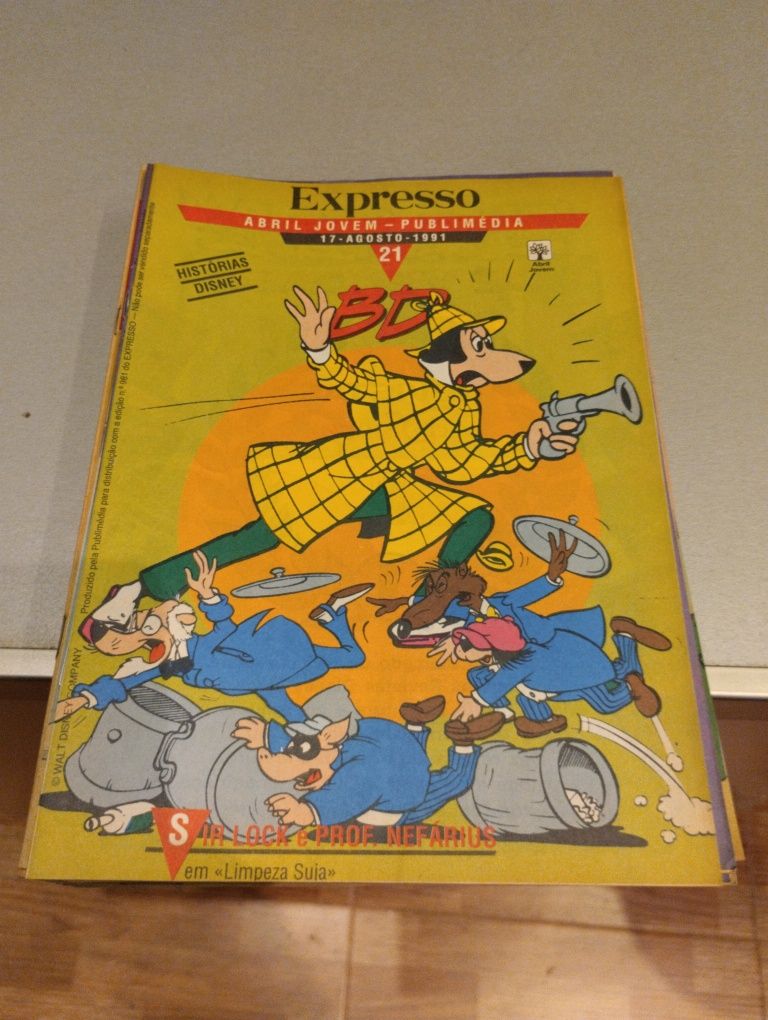 Expresso
ABRIL JOVEM - PUBLIMÉDIA
17-AGOSTO-1991
21
HISTÓRIAS
DISNEY
Abril
Jovem
BD
Produzido pela Publimédia para distribuição com a edição n.º 981 do EXPRESSO — Não pode ser vendido separadamente
© WALT DISNEY COMPANY
SIR LOCK e PROF. NEFÁRIUS
em «Limpeza Suja»